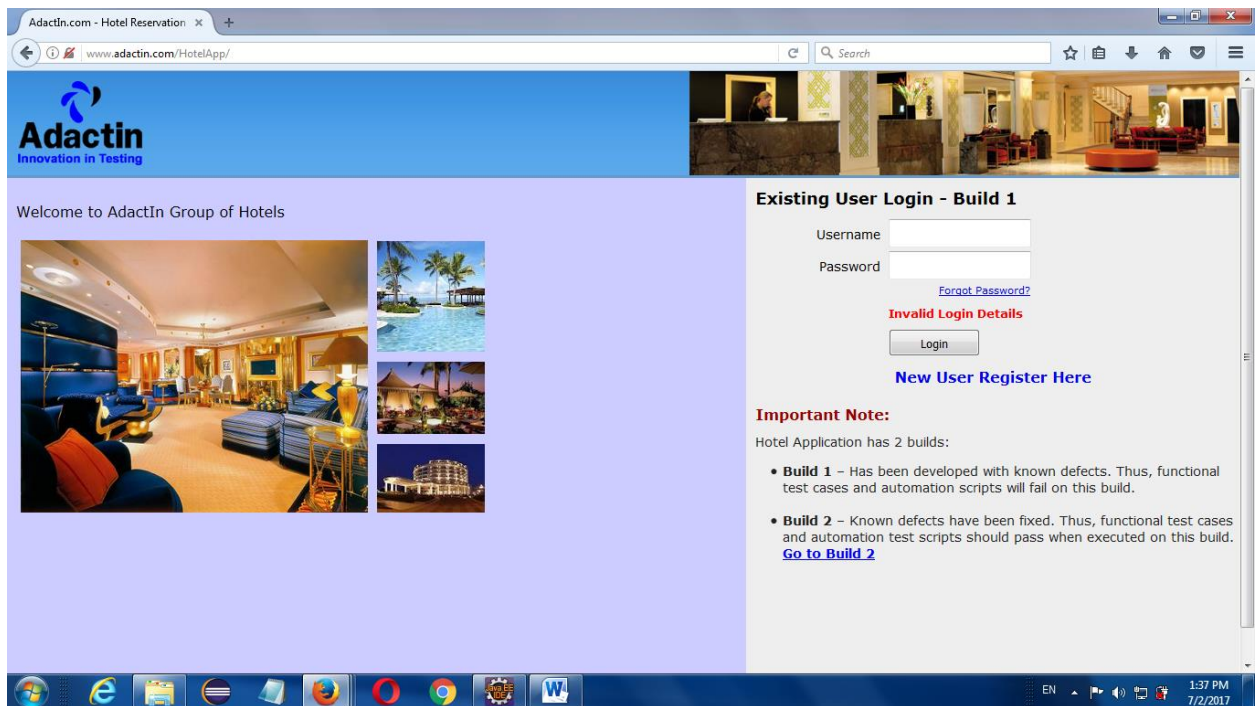 AdactIn.com - Hotel Reservation
www.adactin.com/HotelApp/
Search
Adactin
Innovation in Testing
Welcome to AdactIn Group of Hotels
Existing User Login - Build 1
Username
Password
Forgot Password?
Invalid Login Details
Login
New User Register Here
Important Note:
Hotel Application has 2 builds:
• Build 1 – Has been developed with known defects. Thus, functional
test cases and automation scripts will fail on this build.
• Build 2 – Known defects have been fixed. Thus, functional test cases
and automation test scripts should pass when executed on this build.
Go to Build 2
Java EE
IDE
W
EN
1:37 PM
7/2/2017